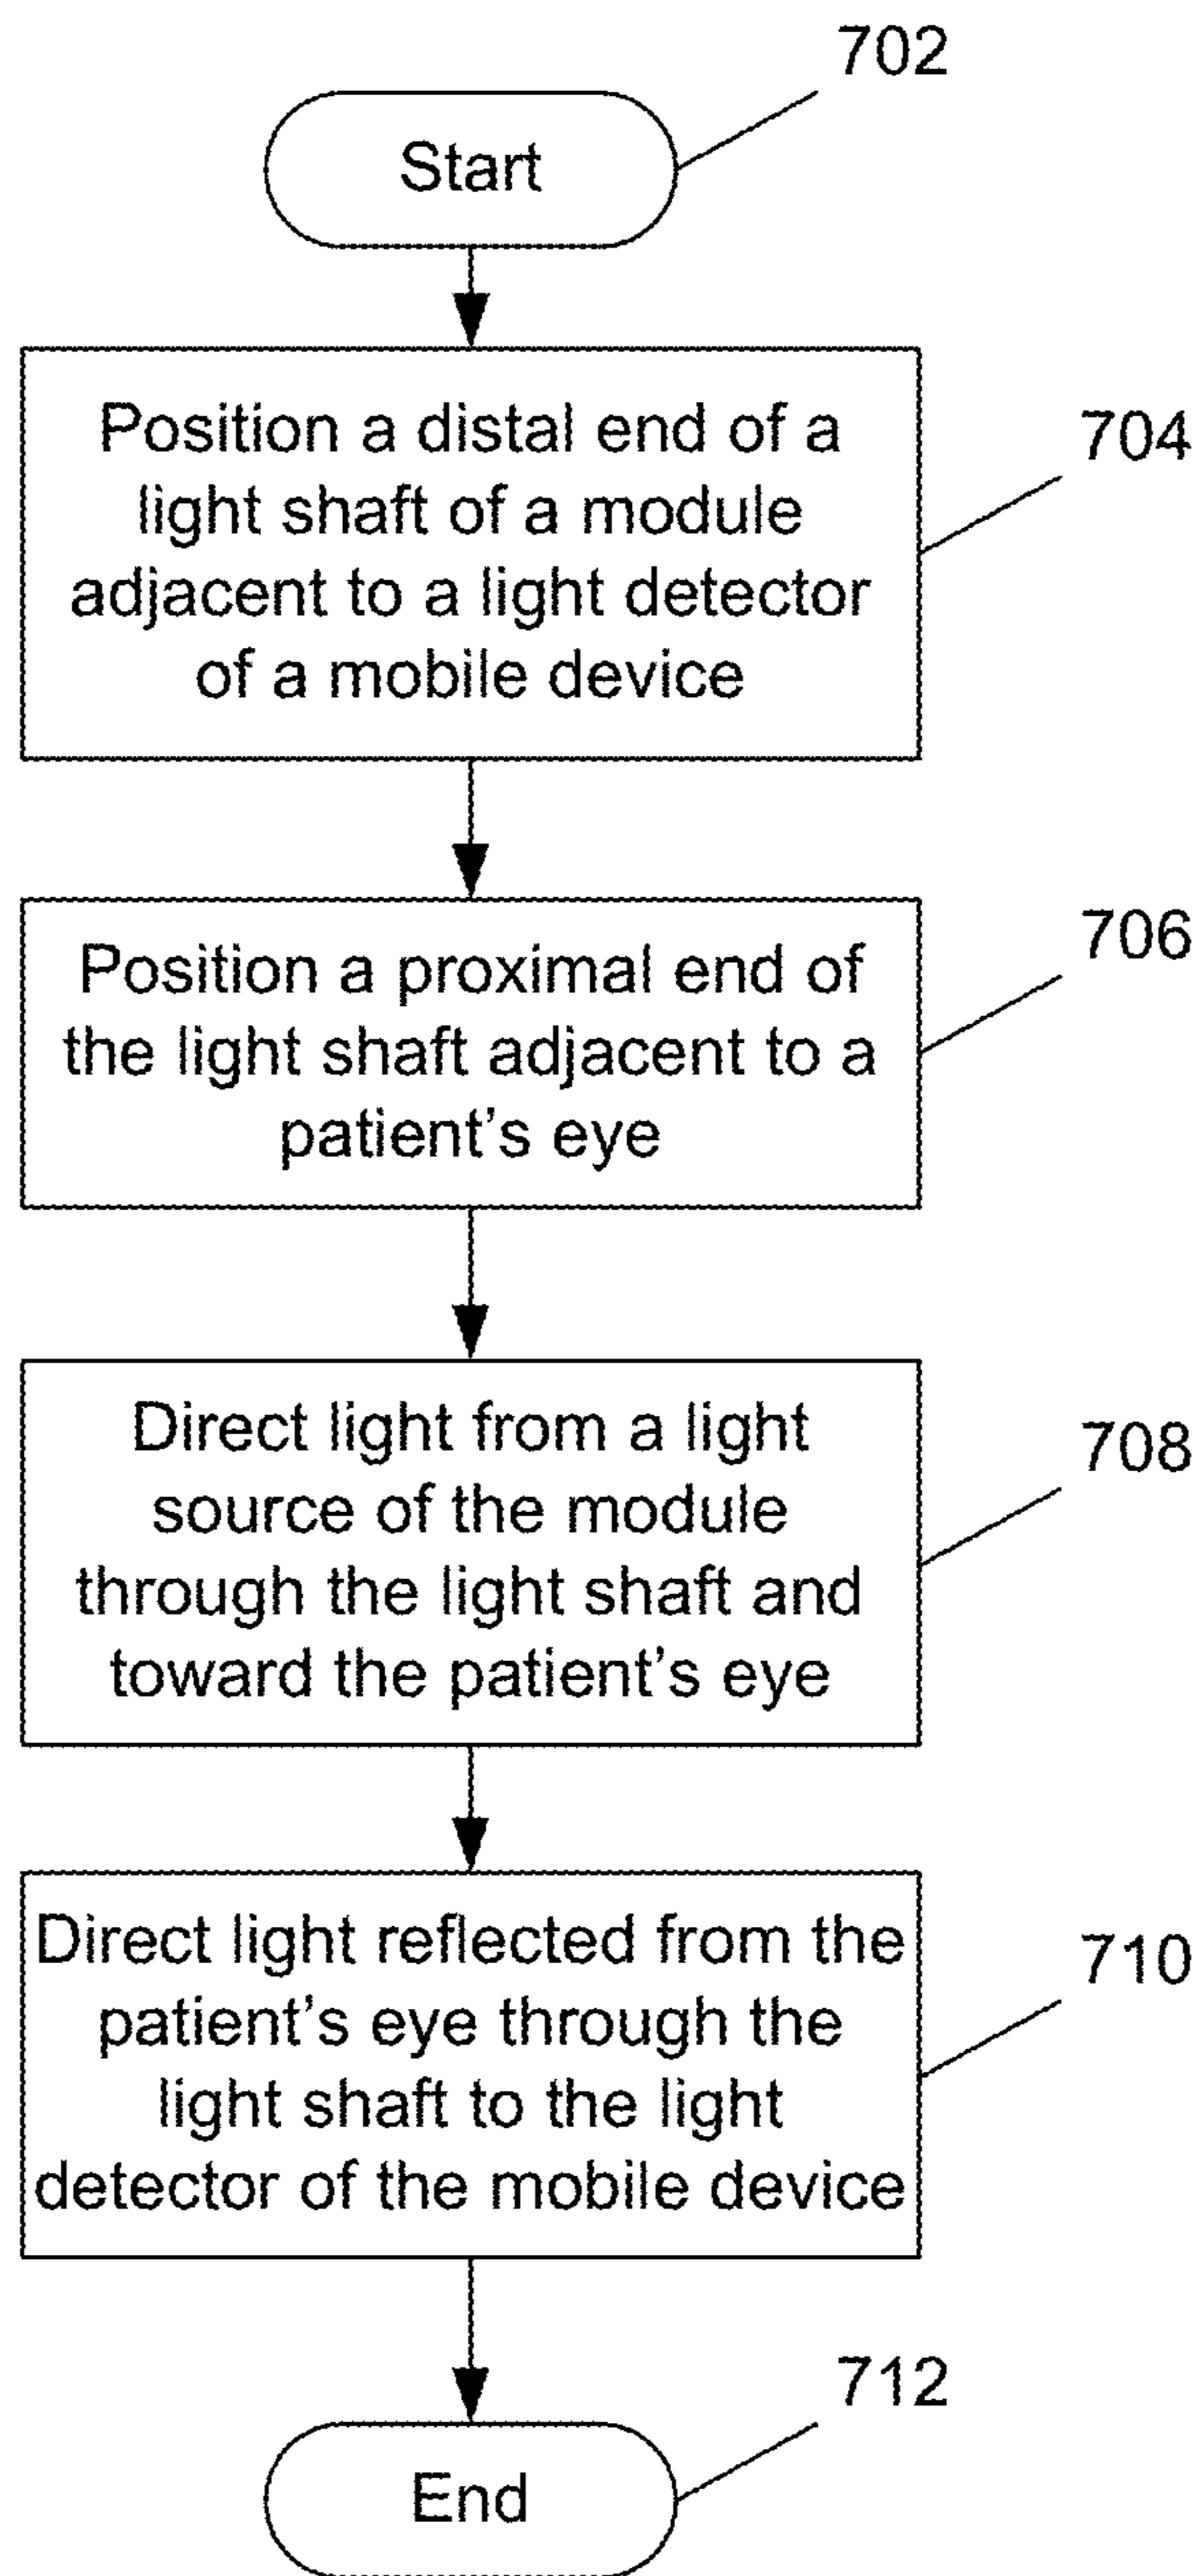 702
Start
Position a distal end of a
light shaft of a module
adjacent to a light detector
of a mobile device
704
Position a proximal end of
the light shaft adjacent to a
patient’s eye
706
Direct light from a light
source of the module
through the light shaft and
toward the patient’s eye
708
Direct light reflected from the
patient’s eye through the
light shaft to the light
detector of the mobile device
710
712
End